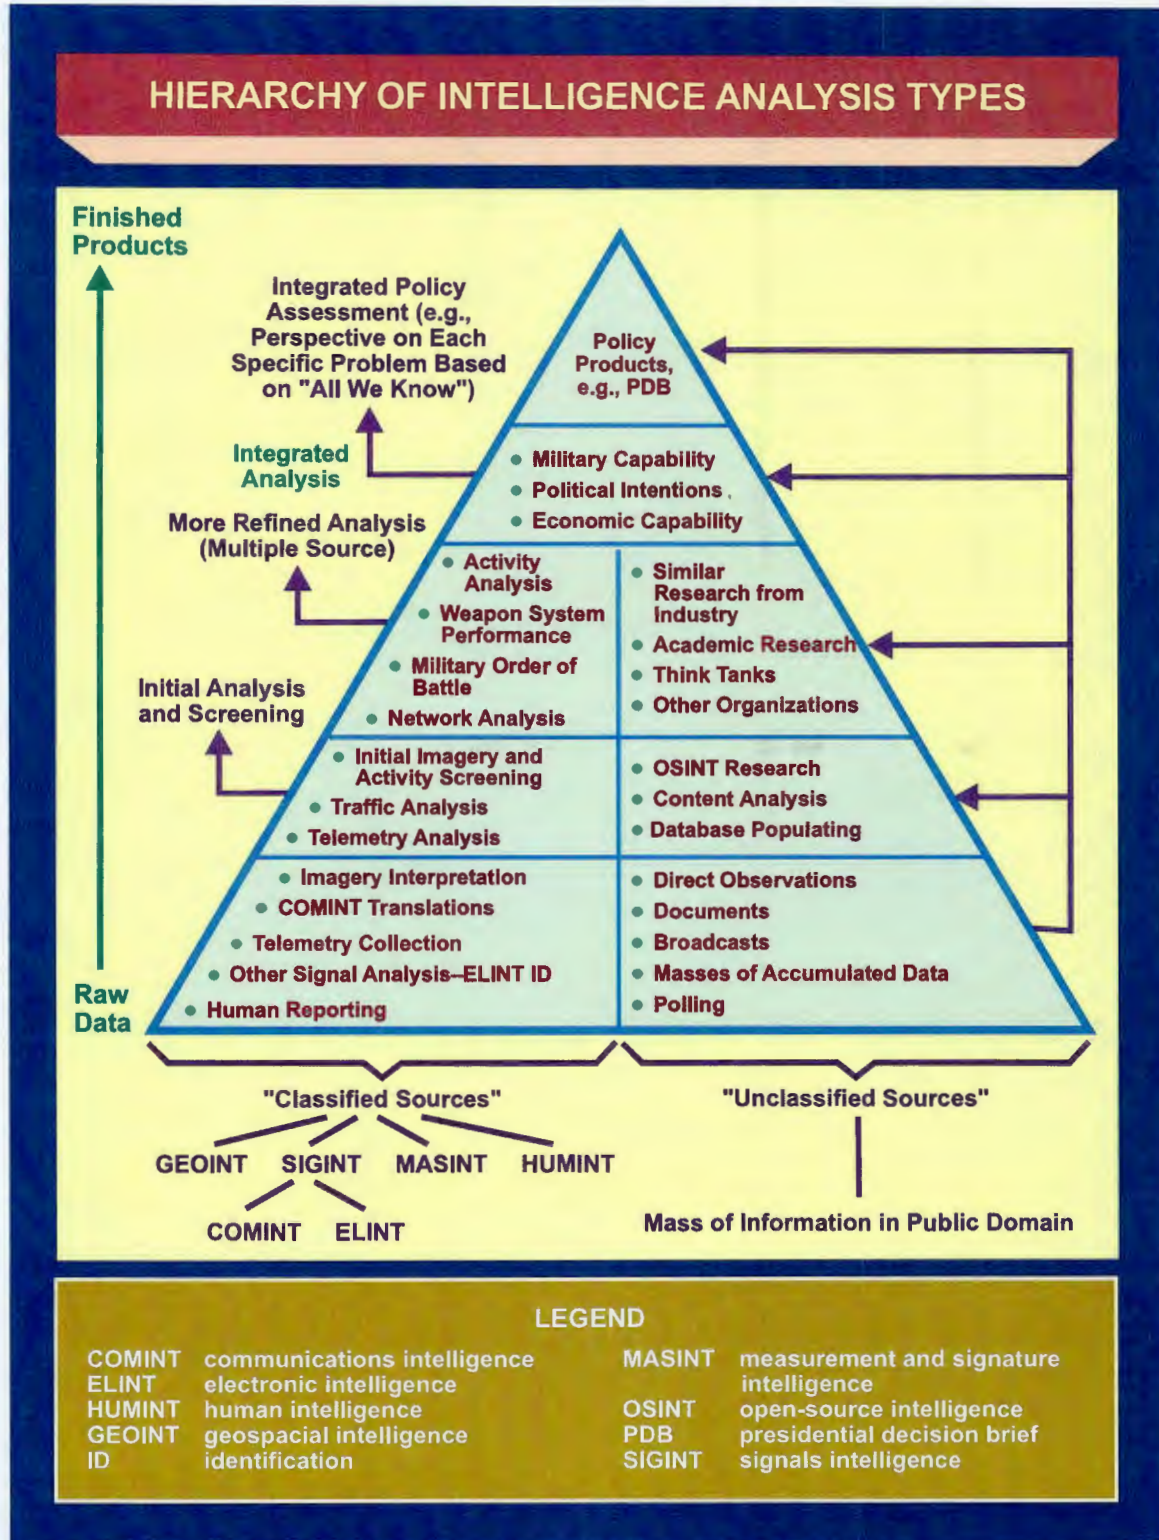 HIERARCHY OF INTELLIGENCE ANALYSIS TYPES
Finished
Products
Integrated Policy
Assessment (e.g.,
Perspective on Each
Specific Problem Based
on "All We Know")
Integrated
Analysis
More Refined Analysis
(Multiple Source)
Initial Analysis
and Screening
Raw
Data
Policy
Products,
e.g., PDB
• Military Capability
• Political Intentions
• Economic Capability
• Activity
Analysis
• Weapon System
Performance
• Military Order of
Battle
• Network Analysis
• Similar
Research from
Industry
• Academic Research
• Think Tanks
• Other Organizations
• Initial Imagery and
Activity Screening
• Traffic Analysis
• Telemetry Analysis
• OSINT Research
• Content Analysis
• Database Populating
• Imagery Interpretation
• COMINT Translations
• Telemetry Collection
• Other Signal Analysis–ELINT ID
• Human Reporting
• Direct Observations
• Documents
• Broadcasts
• Masses of Accumulated Data
• Polling
"Classified Sources"
"Unclassified Sources"
GEOINT SIGINT MASINT HUMINT
COMINT ELINT
Mass of Information in Public Domain
LEGEND
COMINT communications intelligence
ELINT electronic intelligence
HUMINT human intelligence
GEOINT geospacial intelligence
ID identification
MASINT measurement and signature
intelligence
OSINT open-source intelligence
PDB presidential decision brief
SIGINT signals intelligence